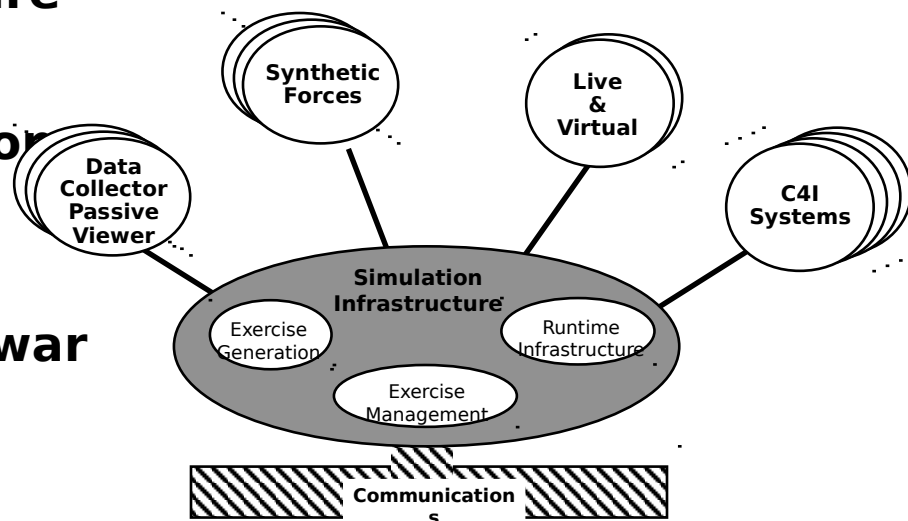 Synthetic
Forces
Live
&
Virtual
Data
Collector
Passive
Viewer
C4I
Systems
Simulation
Infrastructure
Exercise
Generation
Runtime
Infrastructure
Exercise
Management
war
Communication
s